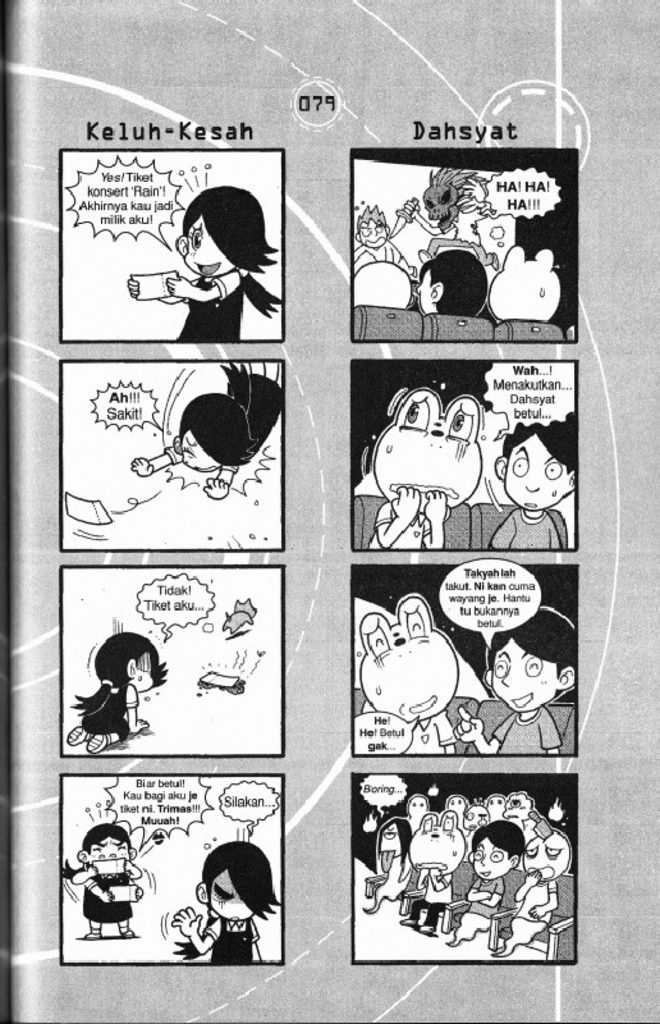 079
Keluh-Kesah
Yes! Tiket
konsert 'Rain'!
Akhirnya kau jadi
milik aku!
Ah!!!
Sakit!
Tidak!
Tiket aku...
Biar betul!
Kau bagi aku je
tiket ni. Trimas!!!
Muuah!
Silakan...
Dahsyat
HA! HA!
HA!!!
Wah...!
Menakutkan...
Dahsyat
betul...
Takyah lah
takut. Ni kan cuma
wayang je. Hantu
tu bukannya
betul.
He!
He! Betul
gak...
Boring...